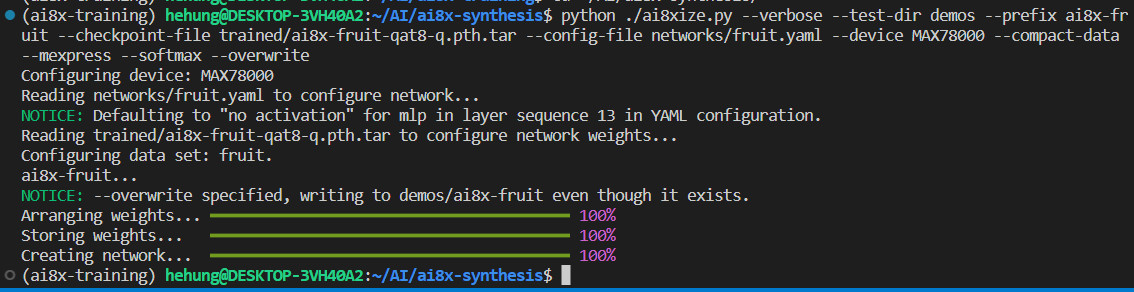 (ai8x-training) hehung@DESKTOP-3VH40A2:~/AI/ai8x-synthesis$ python ./ai8xize.py --verbose --test-dir demos --prefix ai8x-fr
uit --checkpoint-file trained/ai8x-fruit-qat8-q.pth.tar --config-file networks/fruit.yaml --device MAX78000 --compact-data
--mexpress --softmax --overwrite
Configuring device: MAX78000
Reading networks/fruit.yaml to configure network...
NOTICE: Defaulting to "no activation" for mlp in layer sequence 13 in YAML configuration.
Reading trained/ai8x-fruit-qat8-q.pth.tar to configure network weights...
Configuring data set: fruit.
ai8x-fruit...
NOTICE: --overwrite specified, writing to demos/ai8x-fruit even though it exists.
Arranging weights... 100%
Storing weights... 100%
Creating network... 100%
(ai8x-training) hehung@DESKTOP-3VH40A2:~/AI/ai8x-synthesis$